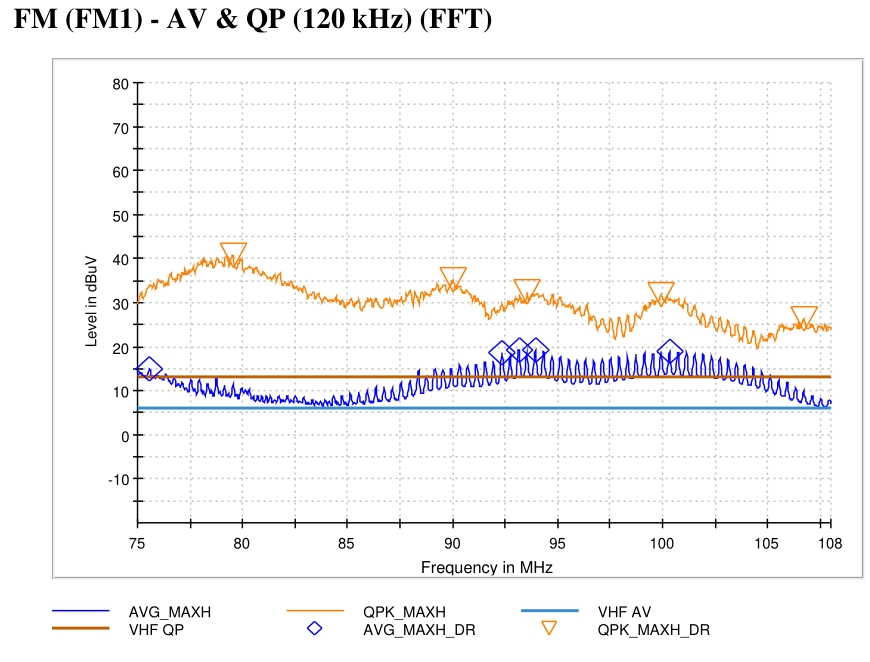 FM (FM1) - AV & QP (120 kHz) (FFT)
80
70
60
50
40
30
20
10
0
-10
Level in dBuV
75 80 85 90 95 100 105 108
Frequency in MHz
AVG_MAXH QPK_MAXH VHF AV
VHF QP AVG_MAXH_DR QPK_MAXH_DR